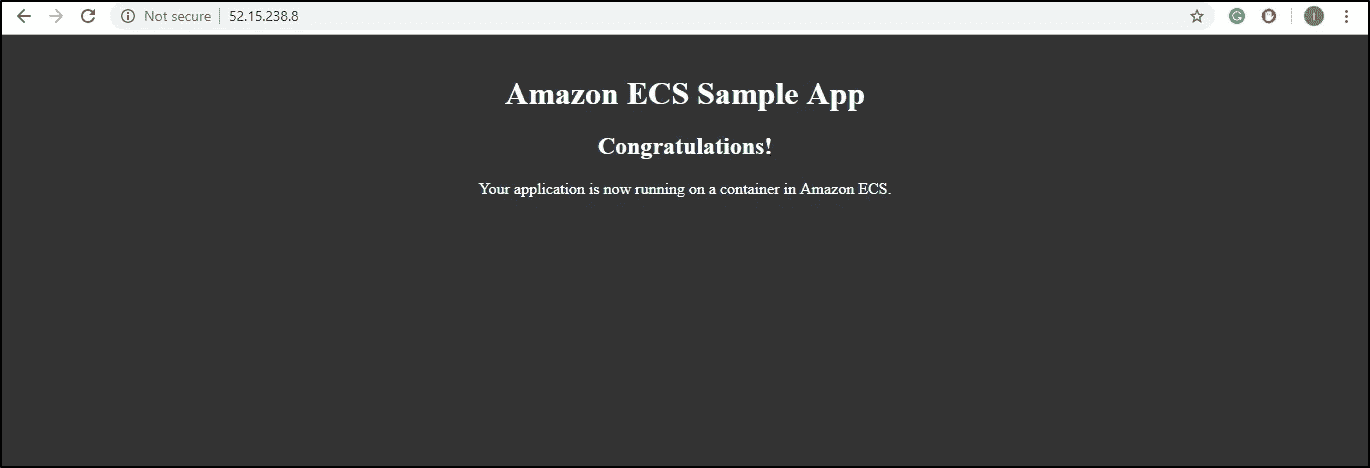 Not secure 52.15.238.8
Amazon ECS Sample App
Congratulations!
Your application is now running on a container in Amazon ECS.